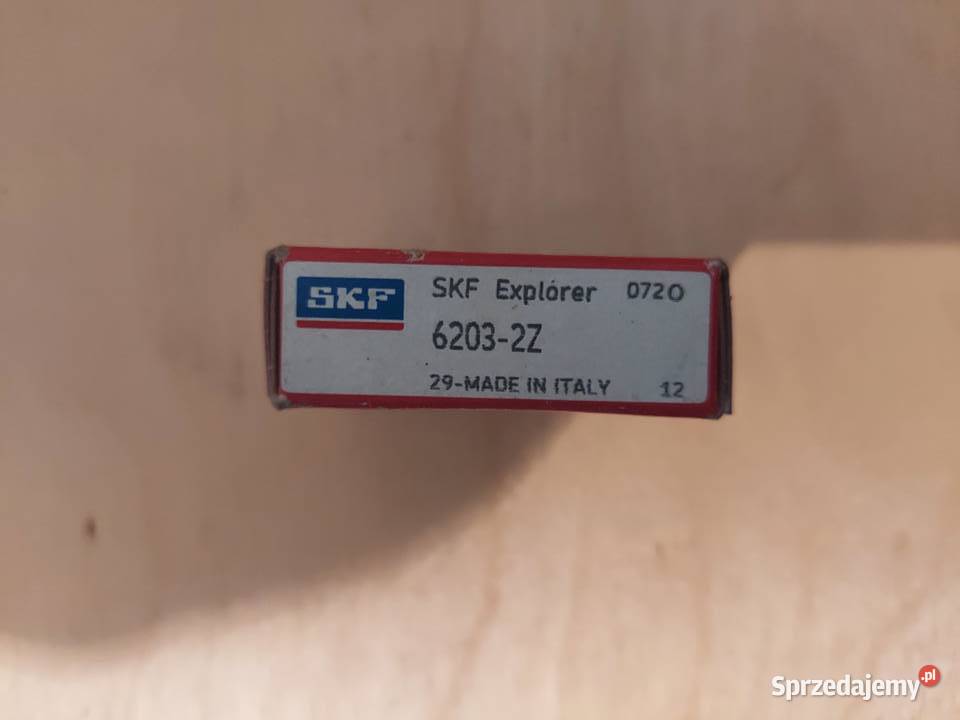 SKF
SKF Explorer 0720
6203-2Z
29-MADE IN ITALY 12
Sprzedajemy.pl